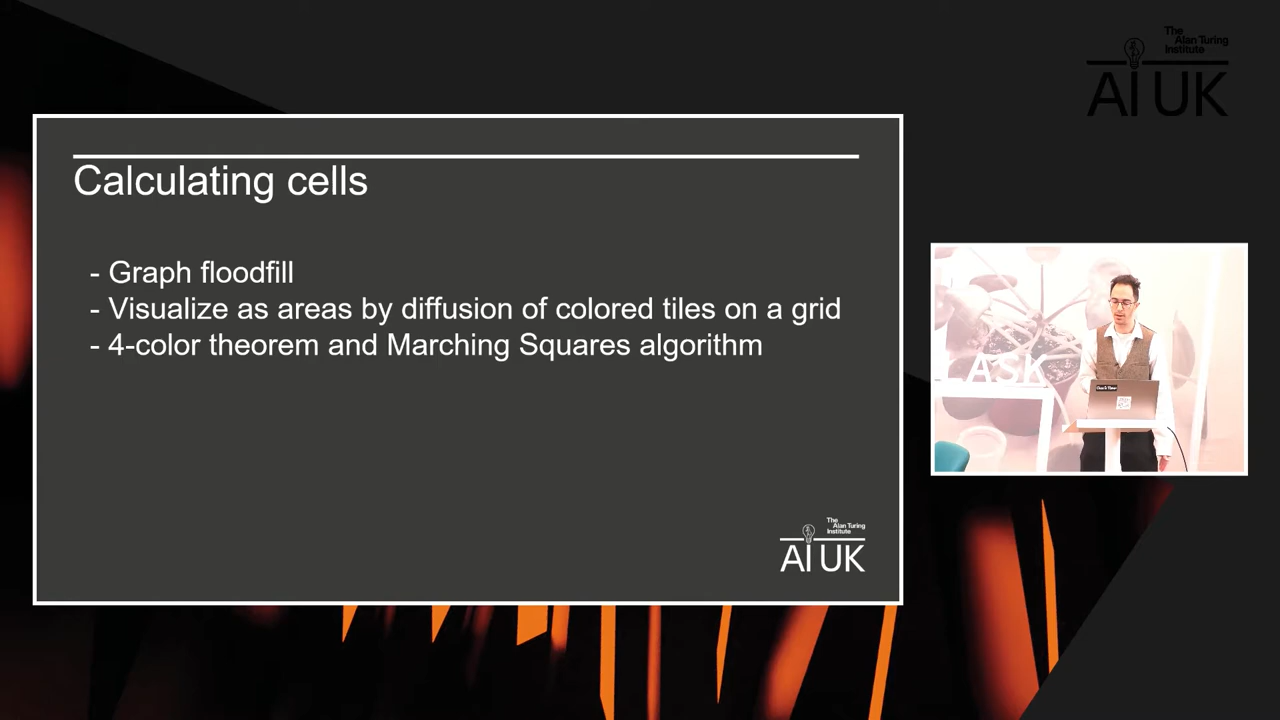 The
Alan Turing
Institute
AI UK
Calculating cells
- Graph floodfill
- Visualize as areas by diffusion of colored tiles on a grid
- 4-color theorem and Marching Squares algorithm
ASK
The
Alan Turing
Institute
AI UK